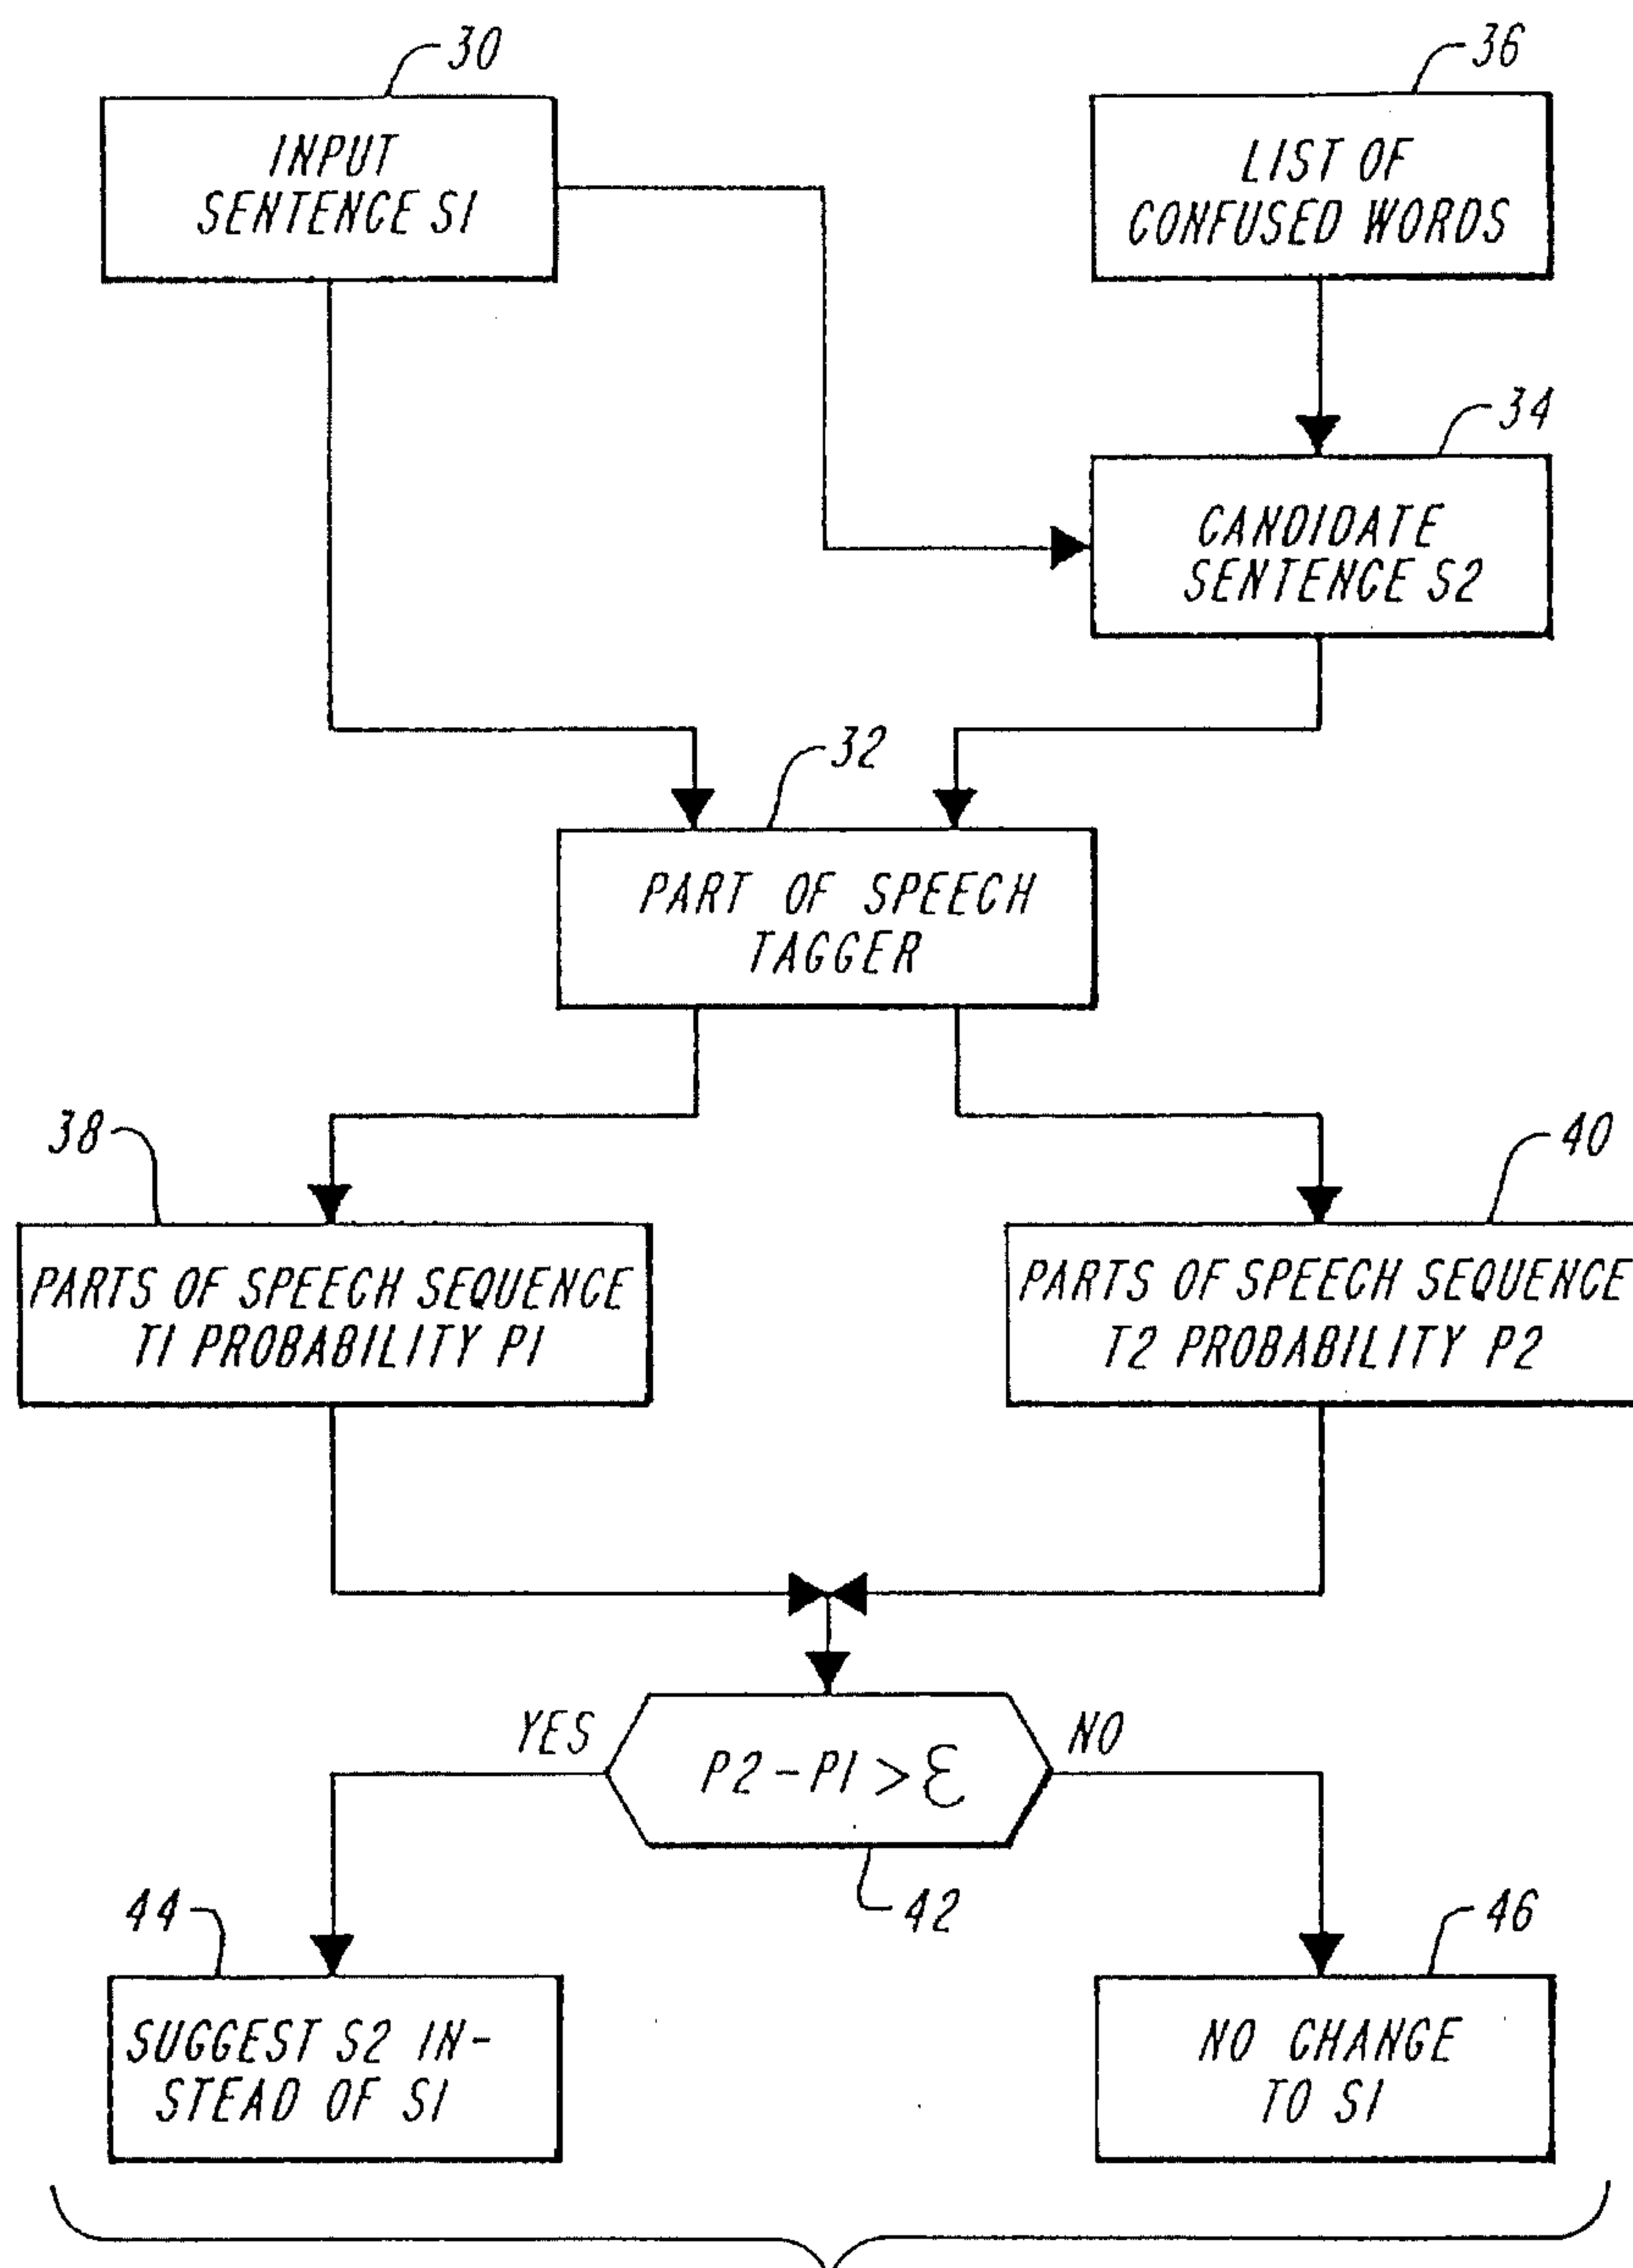 30
INPUT
SENTENCE S1
36
LIST OF
CONFUSED WORDS
34
CANDIDATE
SENTENCE S2
32
PART OF SPEECH
TAGGER
38
PARTS OF SPEECH SEQUENCE
T1 PROBABILITY P1
40
PARTS OF SPEECH SEQUENCE
T2 PROBABILITY P2
YES
P2-P1>Ɛ
NO
42
44
SUGGEST S2 IN-
STEAD OF S1
46
NO CHANGE
TO S1